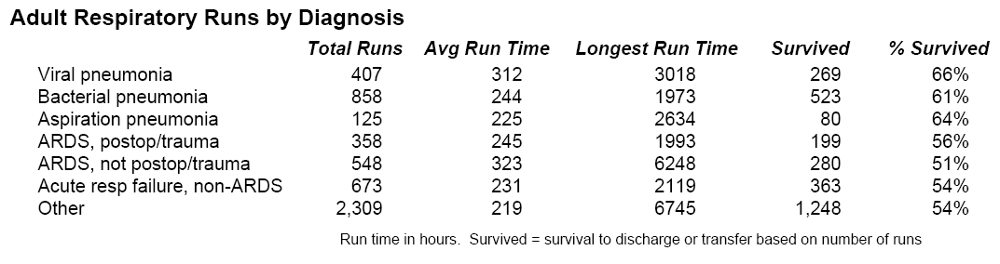 Adult Respiratory Runs by Diagnosis
Total Runs Avg Run Time Longest Run Time Survived % Survived
Viral pneumonia 407 312 3018 269 66%
Bacterial pneumonia 858 244 1973 523 61%
Aspiration pneumonia 125 225 2634 80 64%
ARDS, postop/trauma 358 245 1993 199 56%
ARDS, not postop/trauma 548 323 6248 280 51%
Acute resp failure, non-ARDS 673 231 2119 363 54%
Other 2,309 219 6745 1,248 54%
Run time in hours. Survived = survival to discharge or transfer based on number of runs